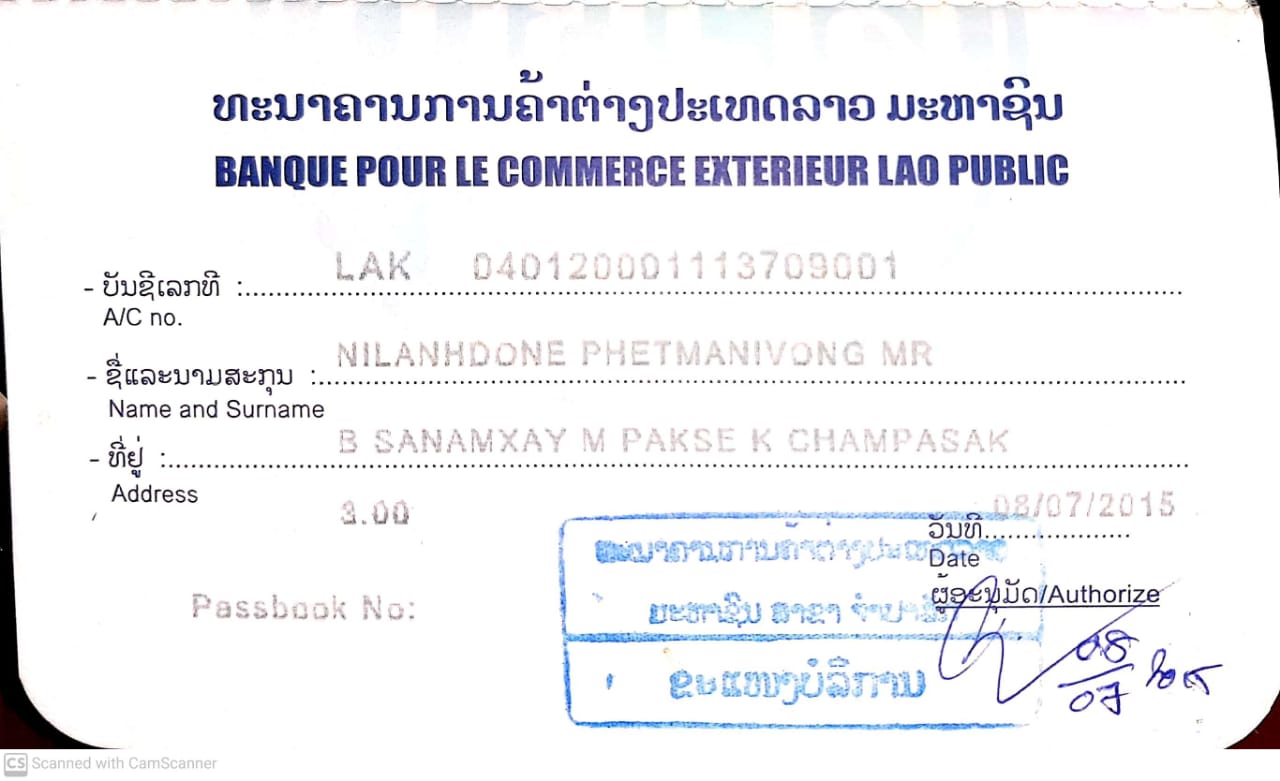 ທະນາຄານການຄ້າຕ່າງປະເທດລາວ ມະຫາຊົນ
BANQUE POUR LE COMMERCE EXTERIEUR LAO PUBLIC
LAK 040120001113709001
- ບັນຊີເລກທີ :
A/C no.
NILANHDONE PHETMANIVONG MR
- ຊື່ແລະນາມສະກຸນ :
Name and Surname
B SANAMXAY M PAKSE K CHAMPASAK
- ທີ່ຢູ່ :
Address
3.00
08/07/2015
ວັນທີ
Date
ທະນາຄານການຄ້າຕ່າງປະເທດລາວ
ຜູ້ອະນຸມັດ/Authorize
Passbook No:
ມະຫາຊົນ ສາຂາ ຈຳປາສັກ
ຂະແໜງບໍລິການ
08
07
CS Scanned with CamScanner